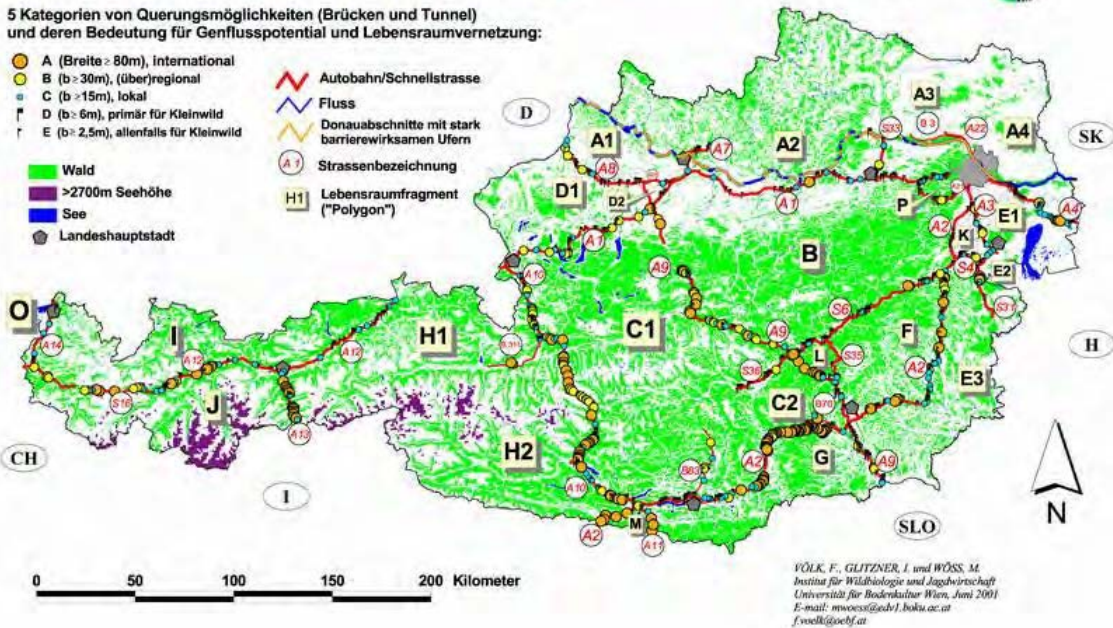 5 Kategorien von Querungsmöglichkeiten (Brücken und Tunnel)
und deren Bedeutung für Genflusspotential und Lebensraumvernetzung:
A (Breite ≥ 80m), international
B (b ≥ 30m), (über)regional
C (b ≥ 15m), lokal
D (b ≥ 6m), primär für Kleinwild
E (b ≥ 2,5m), allenfalls für Kleinwild
Wald
>2700m Seehöhe
See
Landeshauptstadt
Autobahn/Schnellstrasse
Fluss
Donauabschnitte mit stark
barrierewirksamen Ufern
A 1 Strassenbezeichnung
H1 Lebensraumfragment
("Polygon")
D
A3
S33
B 3
A22
A4
SK
A1
A7
A2
A8
D1
D2
A1
P
A2
A3
E1
A4
K
A1
B
A10
A9
S4
E2
S31
O
I
H1
C1
S6
F
H
A14
A12
A12
A9
L
S35
A2
E3
S16
J
S36
C2
B70
A13
CH
H2
I
A10
B83
A2
G
A9
M
A2
A11
SLO
N
0 50 100 150 200 Kilometer
VÖLK, F., GLITZNER, I. und WÖSS, M.
Institut für Wildbiologie und Jagdwirtschaft
Universität für Bodenkultur Wien, Juni 2001
E-mail: mwoess@edv1.boku.ac.at
f.voelk@oebf.at